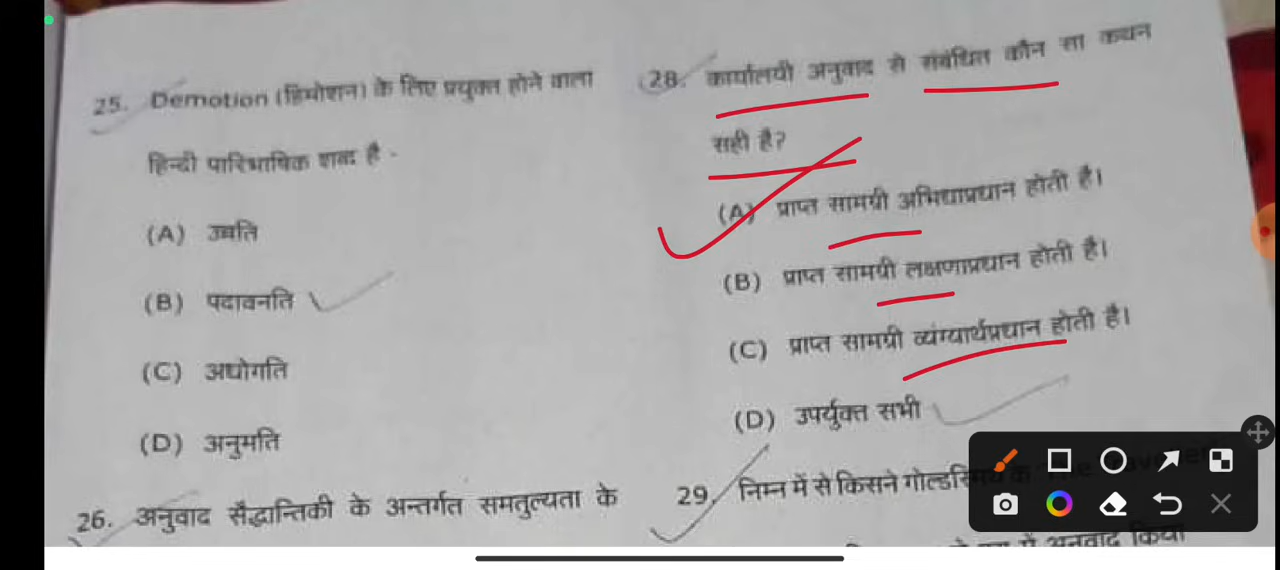 25. Demotion (डिमोशन) के लिए प्रयुक्त होने वाला
हिन्दी पारिभाषिक शब्द है -
(A) उन्नति
(B) पदावनति
(C) अधोगति
(D) अनुमति
26. अनुवाद सैद्धान्तिकी के अन्तर्गत समतुल्यता के
28. कार्यालयी अनुवाद से संबंधित कौन सा कथन
सही है?
(A) प्राप्त सामग्री अभिधाप्रधान होती है।
(B) प्राप्त सामग्री लक्षणाप्रधान होती है।
(C) प्राप्त सामग्री व्यंग्यार्थप्रधान होती है।
(D) उपर्युक्त सभी
29. निम्न में से किसने
में अनुवाद किया